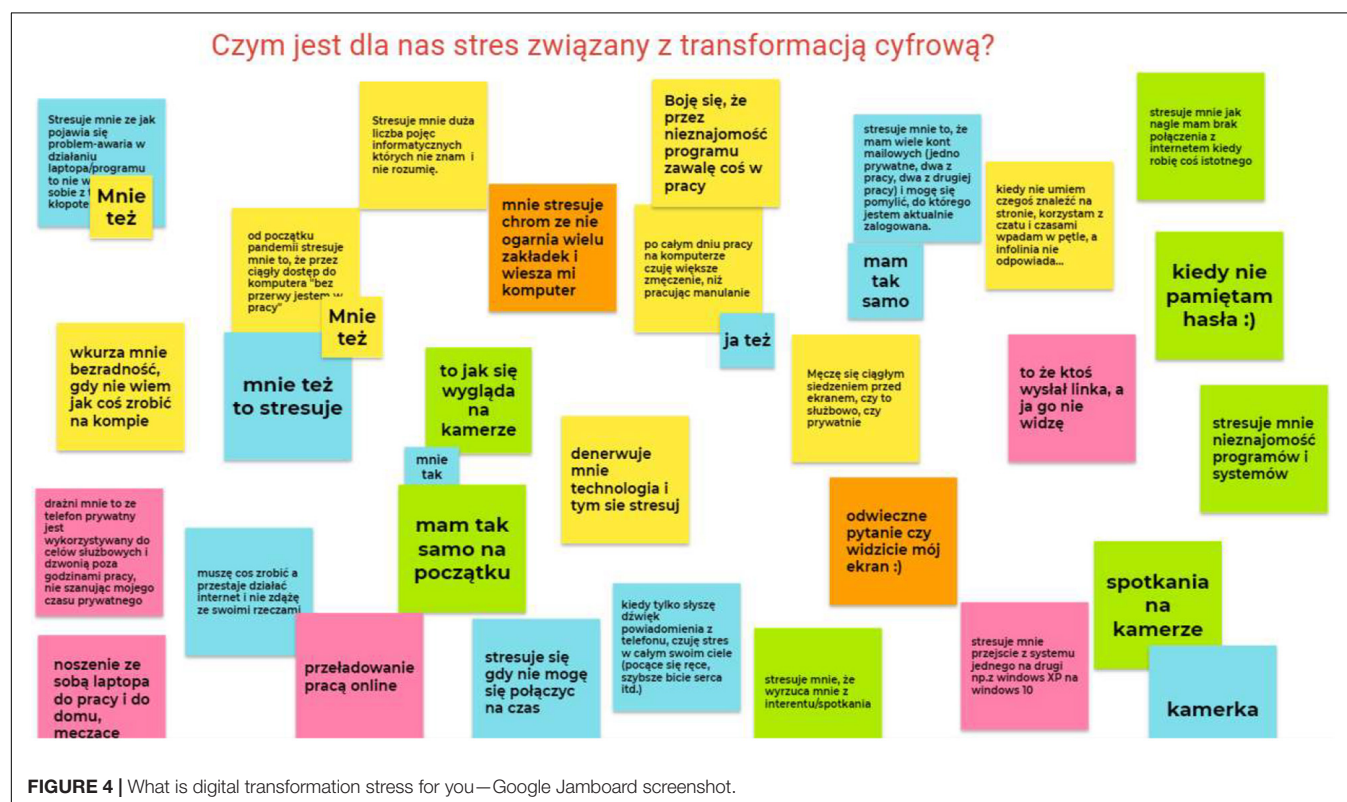 Czym jest dla nas stres związany z transformacją cyfrową?
Stresuje mnie ze jak
pojawia się
problem-awaria w
działaniu
laptopa/programu
to nie
sobie z
kłopote
Mnie
też
Stresuje mnie duża
liczba pojęć
informatycznych
których nie znam i
nie rozumię.
Boję się, że
przez
nieznajomość
programu
zawalę coś w
pracy
stresuje mnie to, że
mam wiele kont
mailowych (jedno
prywatne, dwa z
pracy, dwa z drugiej
pracy) i mogę się
pomylić, do którego
jestem aktualnie
zalogowana.
mam
tak
samo
kiedy nie umiem
czegoś znaleźć na
stronie, korzystam z
czatu i czasami
wpadam w pętle, a
infolinia nie
odpowiada...
stresuje mnie jak
nagle mam brak
połączenia z
internetem kiedy
robię coś istotnego
od początku
pandemii stresuje
mnie to, że przez
ciągły dostęp do
komputera "bez
przerwy jestem w
pracy"
Mnie
też
mnie stresuje
chrom ze nie
ogarnia wielu
zakładek i
wiesza mi
komputer
po całym dniu pracy
na komputerze
czuję większe
zmęczenie, niż
pracując manulanie
ja też
kiedy nie
pamiętam
hasła :)
wkurza mnie
bezradność,
gdy nie wiem
jak coś zrobić
na kompie
mnie też
to stresuje
to jak się
wygląda
na
kamerze
mnie
tak
mam tak
samo na
początku
denerwuje
mnie
technologia i
tym sie stresuj
Męczę się ciągłym
siedzeniem przed
ekranem, czy to
służbowo, czy
prywatnie
to że ktoś
wysłał linka, a
ja go nie
widzę
stresuje mnie
nieznajomość
programów i
systemów
drażni mnie to ze
telefon prywatny
jest
wykorzystywany do
celów służbowych i
dzwonią poza
godzinami pracy,
nie szanując mojego
czasu prywatnego
muszę cos zrobić a
przestaje działać
internet i nie zdążę
ze swoimi rzeczami
odwieczne
pytanie czy
widzicie mój
ekran :)
spotkania
na
kamerze
noszenie ze
sobą laptopa
do pracy i do
domu,
męczące
przeładowanie
pracą online
stresuje się
gdy nie mogę
się połączyc
na czas
kiedy tylko słyszę
dźwięk
powiadomienia z
telefonu, czuję stres
w całym swoim ciele
(pocące się ręce,
szybsze bicie serca
itd.)
stresuje mnie, że
wyrzuca mnie z
interentu/spotkania
stresuje mnie
przejscie z systemu
jednego na drugi
np.z windows XP na
windows 10
kamerka
FIGURE 4 | What is digital transformation stress for you—Google Jamboard screenshot.